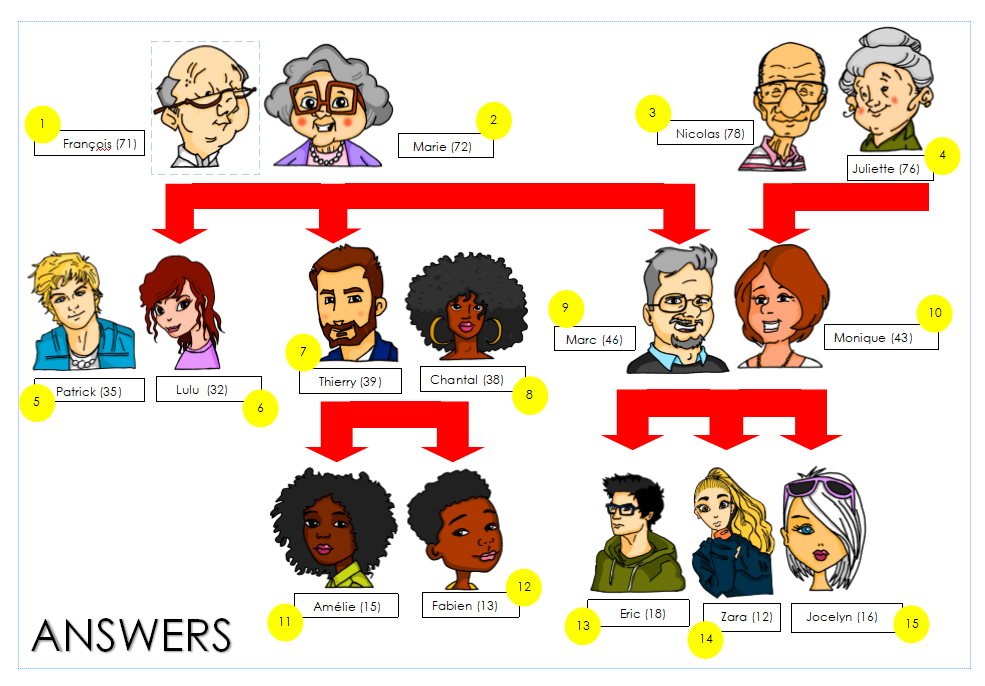 1
François (71)
2
Marie (72)
3
Nicolas (78)
4
Juliette (76)
5
Patrick (35)
6
Lulu (32)
7
Thierry (39)
8
Chantal (38)
9
Marc (46)
10
Monique (43)
11
Amélie (15)
12
Fabien (13)
13
Eric (18)
14
Zara (12)
15
Jocelyn (16)
ANSWERS